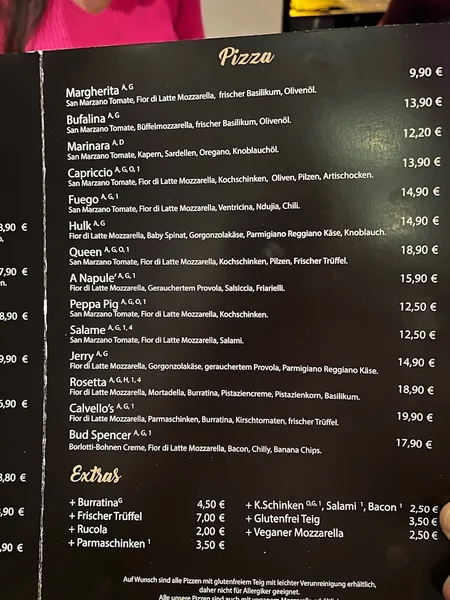 Pizza
Margherita A, G 9,90 €
San Marzano Tomate, Fior di Latte Mozzarella, frischer Basilikum, Olivenöl.
Bufalina A, G 13,90 €
San Marzano Tomate, Büffelmozzarella, frischer Basilikum, Olivenöl.
Marinara A, D 12,20 €
San Marzano Tomate, Kapern, Sardellen, Oregano, Knoblauchöl.
Capriccio A, G, O, 1 13,90 €
San Marzano Tomate, Fior di Latte Mozzarella, Kochschinken, Oliven, Pilzen, Artischocken.
Fuego A, G, 1 14,90 €
San Marzano Tomate, Fior di Latte Mozzarella, Ventricina, Ndujia, Chili.
Hulk A, G 14,90 €
Fior di Latte Mozzarella, Baby Spinat, Gorgonzolakäse, Parmigiano Reggiano Käse, Knoblauch.
Queen A, G, O, 1 18,90 €
San Marzano Tomate, Fior di Latte Mozzarella, Kochschinken, Pilzen, Frischer Trüffel.
A Napule' A, G, 1 15,90 €
Fior di Latte Mozzarella, Gerauchertem Provola, Salsiccia, Friarielli.
Peppa Pig A, G, O, 1 12,50 €
San Marzano Tomate, Fior di Latte Mozzarella, Kochschinken.
Salame A, G, 1, 4 12,50 €
San Marzano Tomate, Fior di Latte Mozzarella, Salami.
Jerry A, G 14,90 €
Fior di Latte Mozzarella, Gorgonzolakäse, gerauchertem Provola, Parmigiano Reggiano Käse.
Rosetta A, G, H, 1, 4 18,90 €
Fior di Latte Mozzarella, Mortadella, Burratina, Pistaziencreme, Pistazienkorn, Basilikum.
Calvello's A, G, 1 19,90 €
Fior di Latte Mozzarella, Parmaschinken, Burratina, Kirschtomaten, frischer Trüffel.
Bud Spencer A, G, 1 17,90 €
Borlotti-Bohnen Creme, Fior di Latte Mozzarella, Bacon, Chilly, Banana Chips.
Extras
+ Burratina G 4,50 €
+ Frischer Trüffel 7,00 €
+ Rucola 2,00 €
+ Parmaschinken 1 3,50 €
+ K.Schinken O,G, 1, Salami 1, Bacon 1 2,50 €
+ Glutenfrei Teig 3,50 €
+ Veganer Mozzarella 2,50 €
Auf Wunsch sind alle Pizzen mit glutenfreiem Teig mit leichter Verunreinigung erhältlich,
daher nicht für Allergiker geeignet.
Alle unsere Pizzen sind auch mit veganem Mozzarella